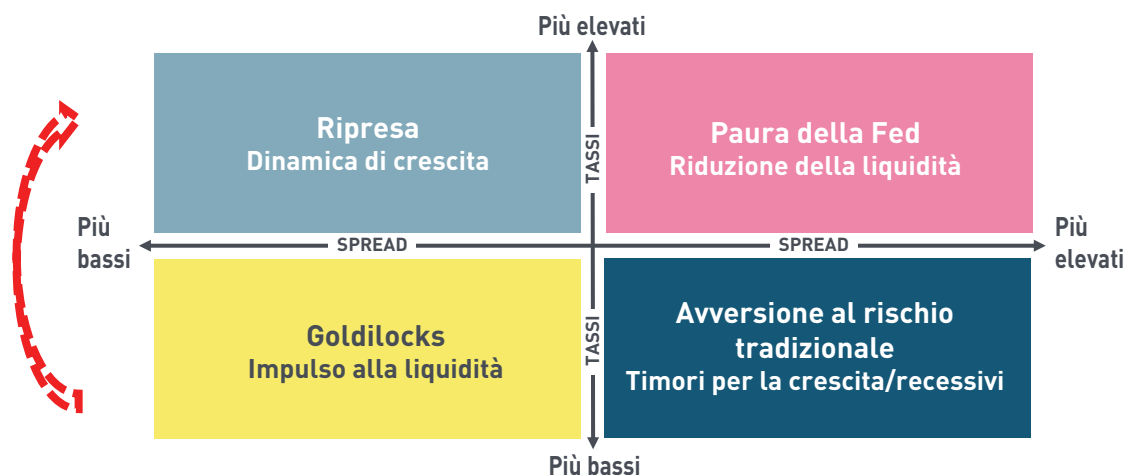 Più elevati
Ripresa
Dinamica di crescita
TASSI
Paura della Fed
Riduzione della liquidità
Più
bassi
SPREAD
SPREAD
Più
elevati
Goldilocks
Impulso alla liquidità
TASSI
Avversione al rischio
tradizionale
Timori per la crescita/recessivi
Più bassi